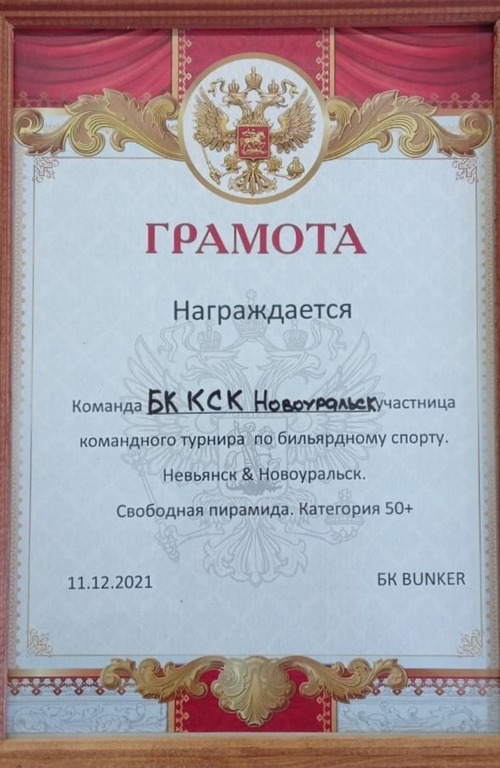 ГРАМОТА
Награждается
Команда БК КСК Новоуральск участница
командного турнира по бильярдному спорту.
Невьянск & Новоуральск.
Свободная пирамида. Категория 50+
11.12.2021 БК BUNKER